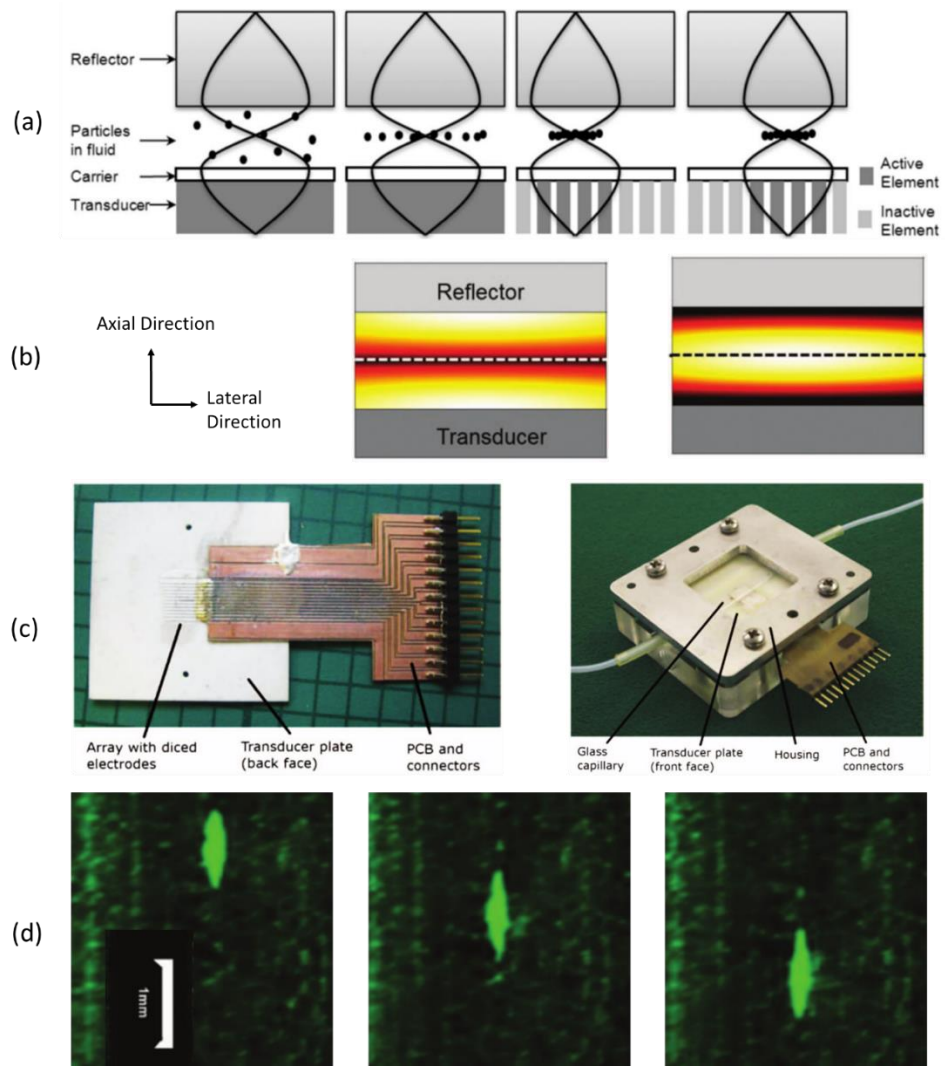 (a)
Reflector
Particles
in fluid
Carrier
Transducer
Active
Element
Inactive
Element
(b)
Axial Direction
Lateral
Direction
Reflector
Transducer
(c)
Array with diced
electrodes
Transducer plate
(back face)
PCB and
connectors
Glass
capillary
Transducer plate
(front face)
Housing
PCB and
connectors
(d)
1mm